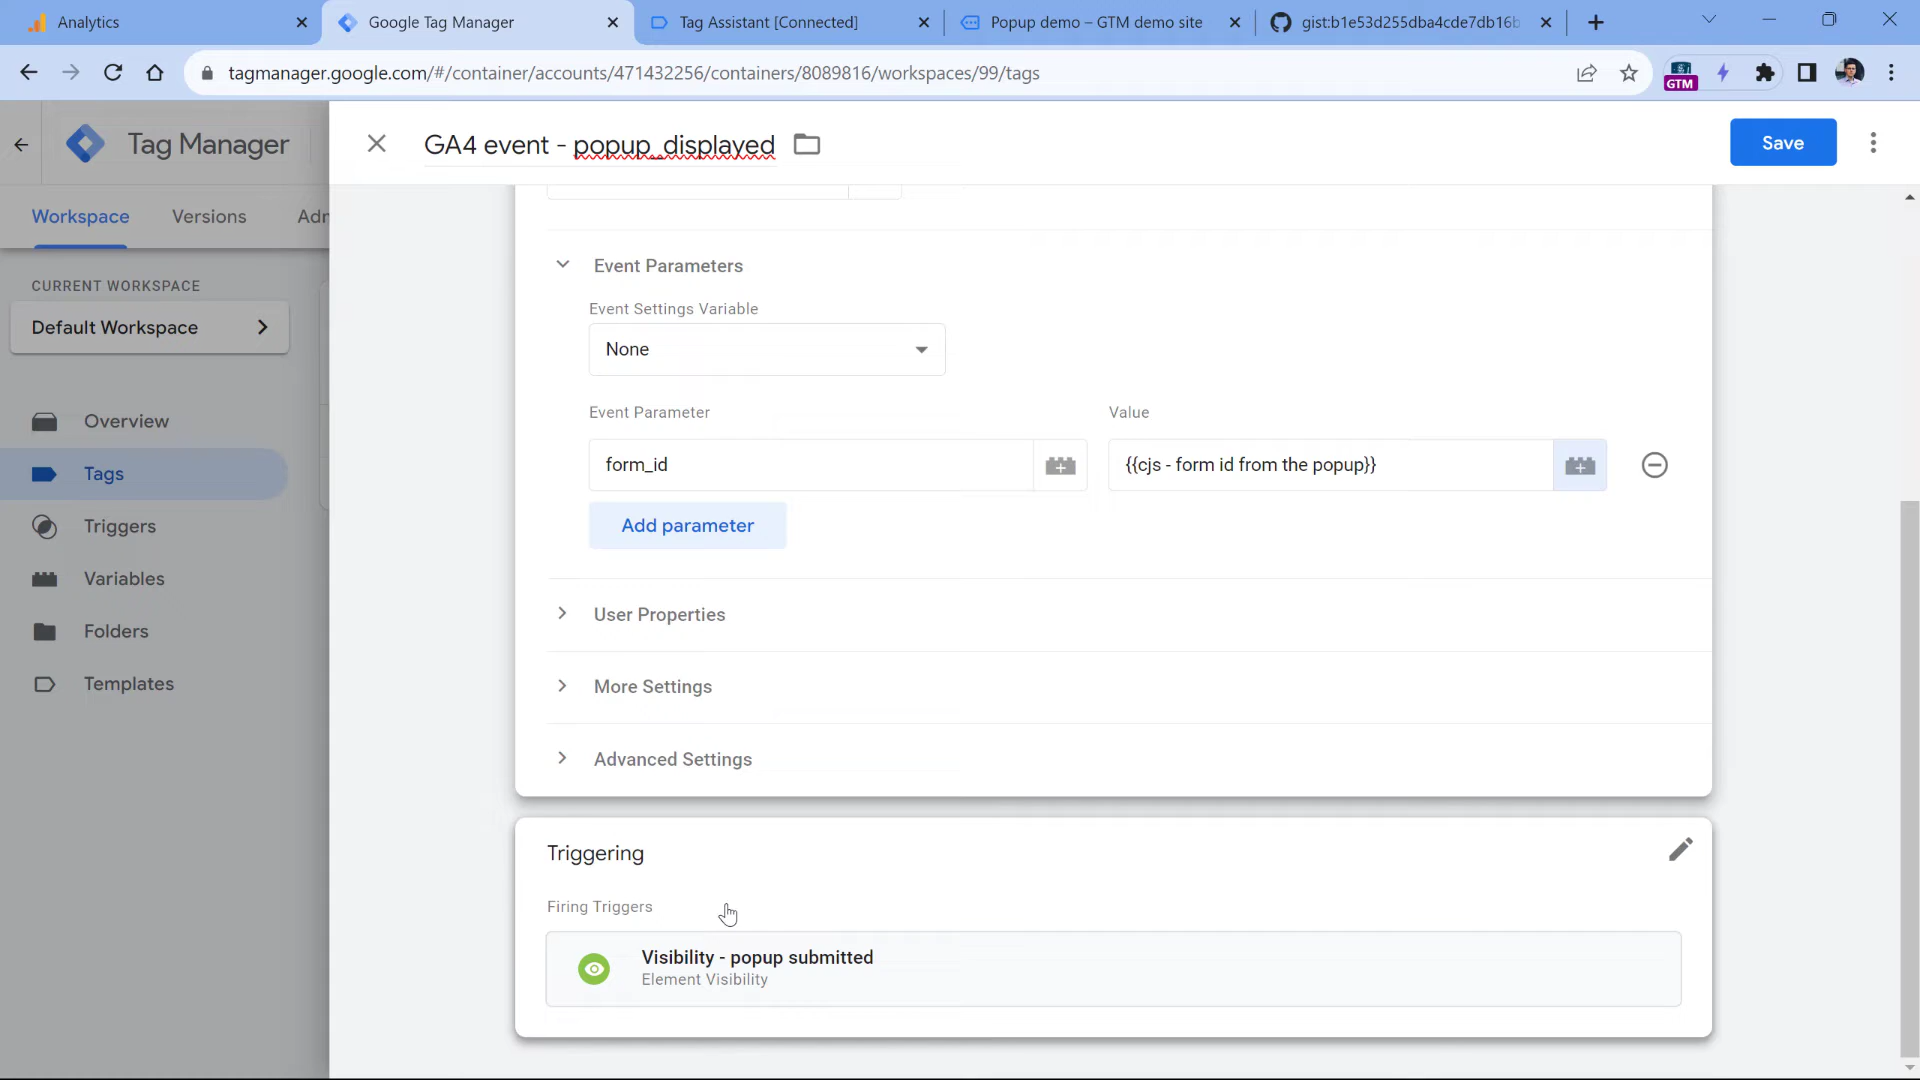 Analytics
Google Tag Manager
Tag Assistant [Connected]
Popup demo – GTM demo site
gist:b1e53d255dba4cde7db16b
tagmanager.google.com/#/container/accounts/471432256/containers/8089816/workspaces/99/tags
GTM
Tag Manager
GA4 event - popup_displayed
Save
Workspace
Versions
Adm
CURRENT WORKSPACE
Default Workspace
Overview
Tags
Triggers
Variables
Folders
Templates
Event Parameters
Event Settings Variable
None
Event Parameter
Value
form_id
{{cjs - form id from the popup}}
Add parameter
User Properties
More Settings
Advanced Settings
Triggering
Firing Triggers
Visibility - popup submitted
Element Visibility